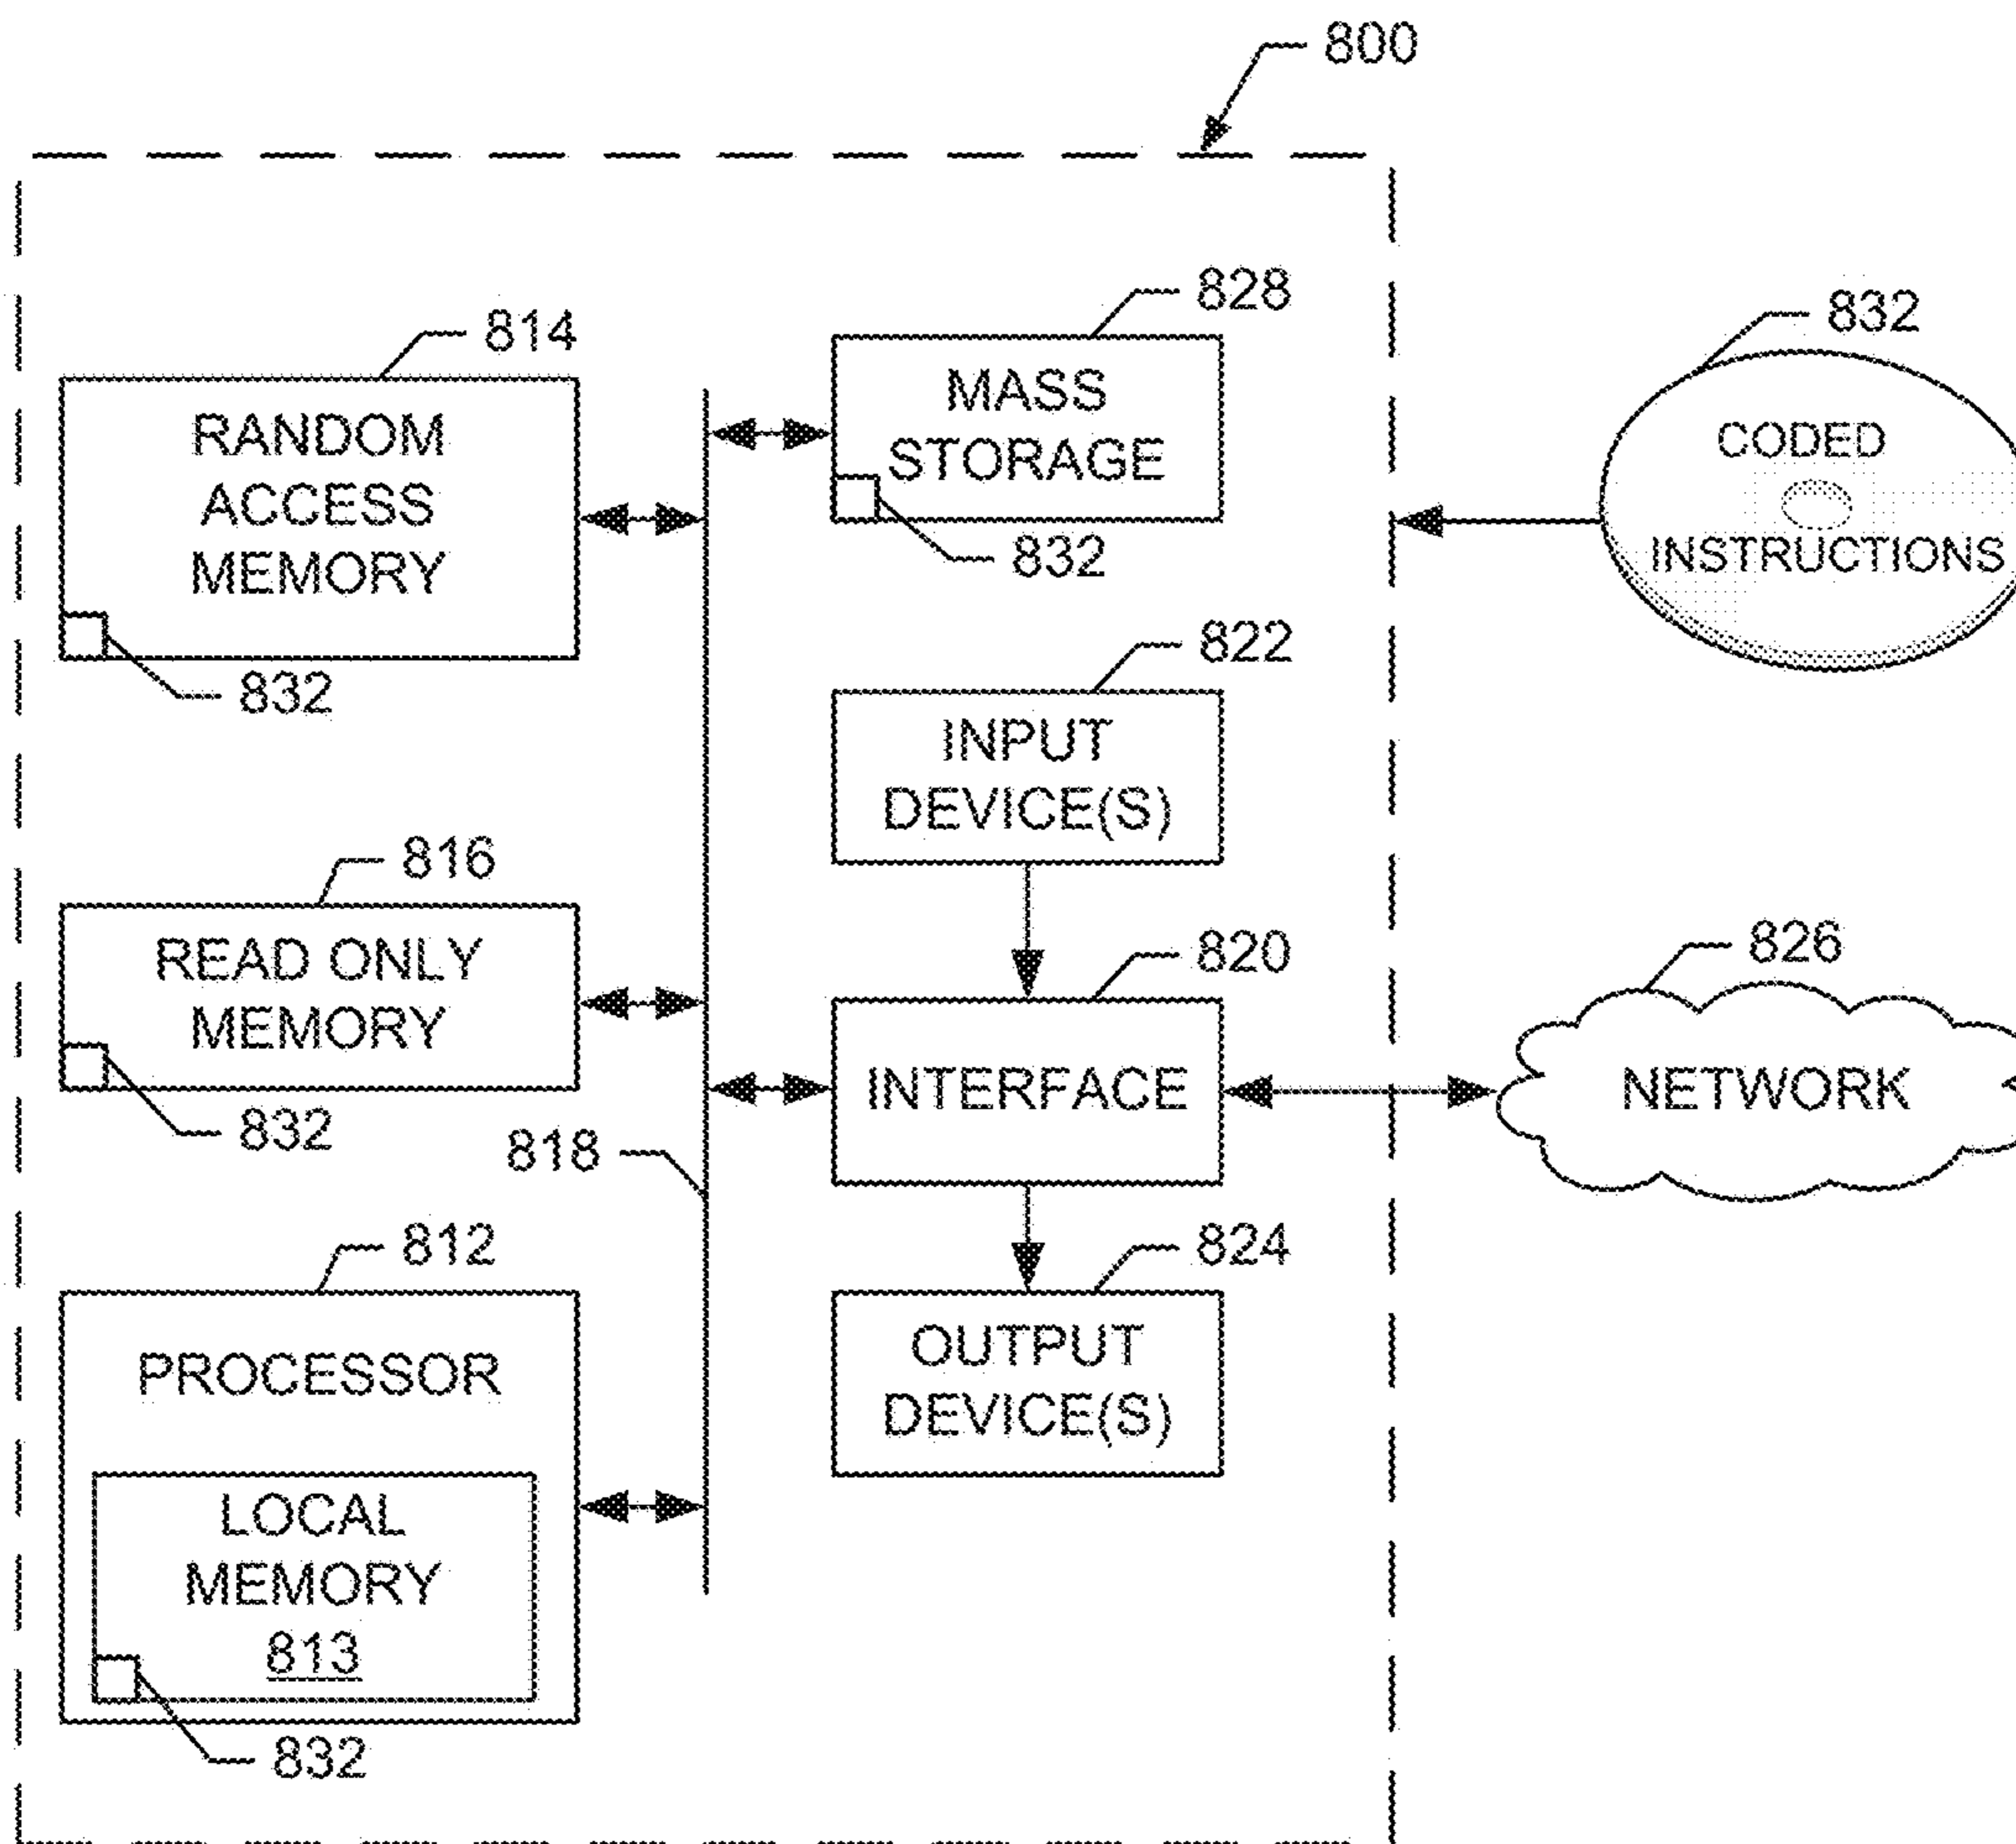 800
814
RANDOM
ACCESS
MEMORY
832
828
MASS
STORAGE
832
832
CODED
INSTRUCTIONS
822
INPUT
DEVICE(S)
816
READ ONLY
MEMORY
832
820
INTERFACE
826
NETWORK
818
812
PROCESSOR
LOCAL
MEMORY
813
832
824
OUTPUT
DEVICE(S)